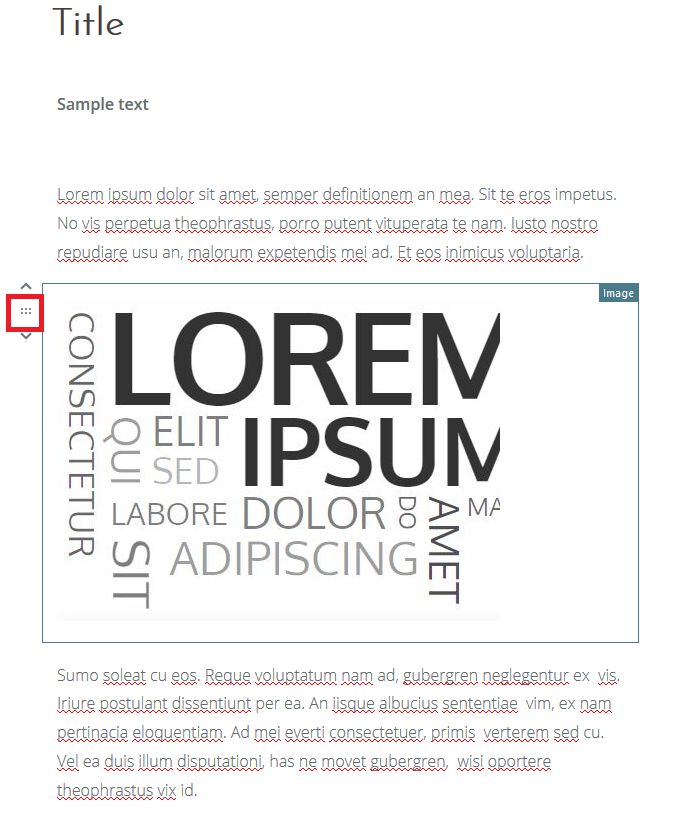 Title
Sample text
Lorem ipsum dolor sit amet, semper definitionem an mea. Sit te eros impetus.
No vis perpetua theophrastus, porro putent vituperata te nam. Iusto nostro
repudiare usu an, malorum expetendis mei ad. Et eos inimicus voluptaria.
Image
CONSECTETUR
LOREM
QUI
ELIT
SED
IPSUM
LABORE DOLOR
DO
AMET
MA
SIT
ADIPISCING
Sumo soleat cu eos. Reque voluptatum nam ad, gubergren neglegentur ex vis.
Iriure postulant dissentiunt per ea. An iisque albucius sententiae vim, ex nam
pertinacia eloquentiam. Ad mei everti consectetuer, primis verterem sed cu.
Vel ea duis illum disputationi, has ne movet gubergren, wisi oportere
theophrastus vix id.